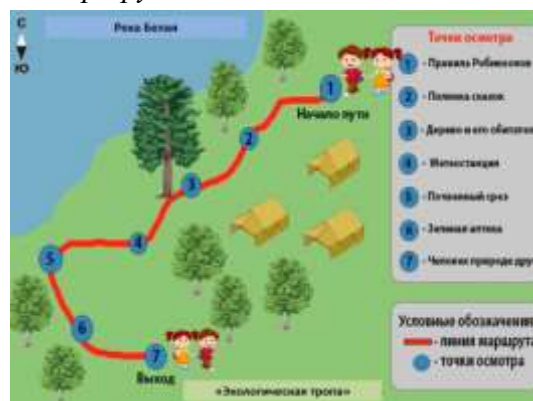 С
Ю
Река Белая
Точки осмотра
1 - Привал Робинзонов
2 - Полянка сказок
3 - Дерево и его обитатели
4 - Метеостанция
5 - Почвенный срез
6 - Зеленая аптека
7 - Человек природе друг
1
Начало пути
2
3
4
5
6
7
Выход
Условные обозначения
- линия маршрута
- точки осмотра
«Экологическая тропа»